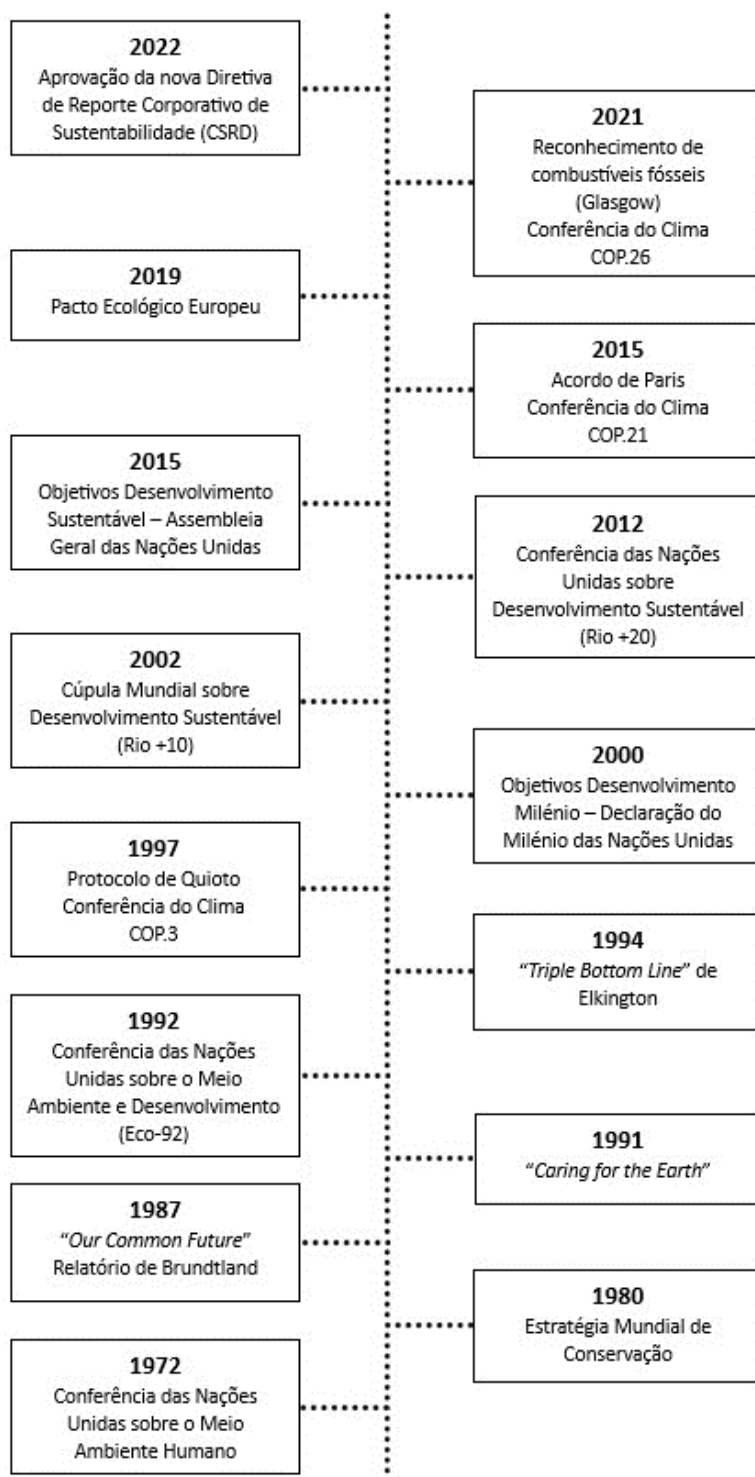 2022
Aprovação da nova Diretiva
de Reporte Corporativo de
Sustentabilidade (CSRD)
2021
Reconhecimento de
combustíveis fósseis
(Glasgow)
Conferência do Clima
COP.26
2019
Pacto Ecológico Europeu
2015
Acordo de Paris
Conferência do Clima
COP.21
2015
Objetivos Desenvolvimento
Sustentável – Assembleia
Geral das Nações Unidas
2012
Conferência das Nações
Unidas sobre
Desenvolvimento Sustentável
(Rio +20)
2002
Cúpula Mundial sobre
Desenvolvimento Sustentável
(Rio +10)
2000
Objetivos Desenvolvimento
Milénio – Declaração do
Milénio das Nações Unidas
1997
Protocolo de Quioto
Conferência do Clima
COP.3
1994
“Triple Bottom Line” de
Elkington
1992
Conferência das Nações
Unidas sobre o Meio
Ambiente e Desenvolvimento
(Eco-92)
1991
“Caring for the Earth”
1987
“Our Common Future”
Relatório de Brundtland
1980
Estratégia Mundial de
Conservação
1972
Conferência das Nações
Unidas sobre o Meio
Ambiente Humano